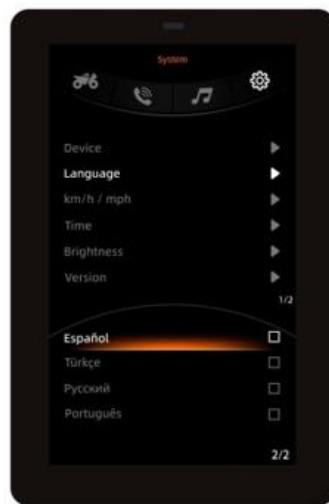 System
Device
Language
km/h / mph
Time
Brightness
Version
1/2
Español
Türkçe
Русский
Português
2/2